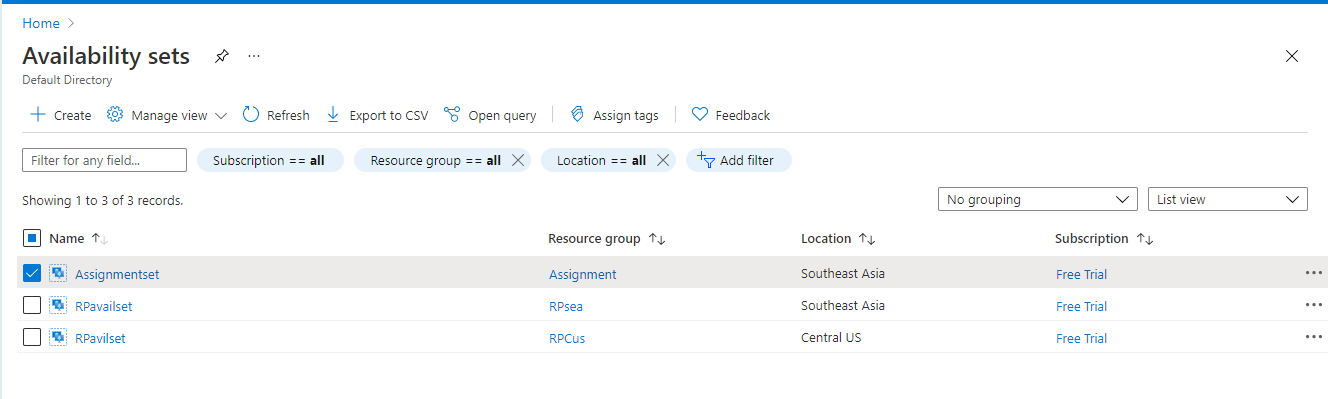 Home
Availability sets
Default Directory
Create Manage view Refresh Export to CSV Open query Assign tags Feedback
Filter for any field... Subscription == all Resource group == all Location == all Add filter
Showing 1 to 3 of 3 records. No grouping List view
Name Resource group Location Subscription
Assignmentset Assignment Southeast Asia Free Trial
RPavailset RPsea Southeast Asia Free Trial
RPavilset RPCus Central US Free Trial